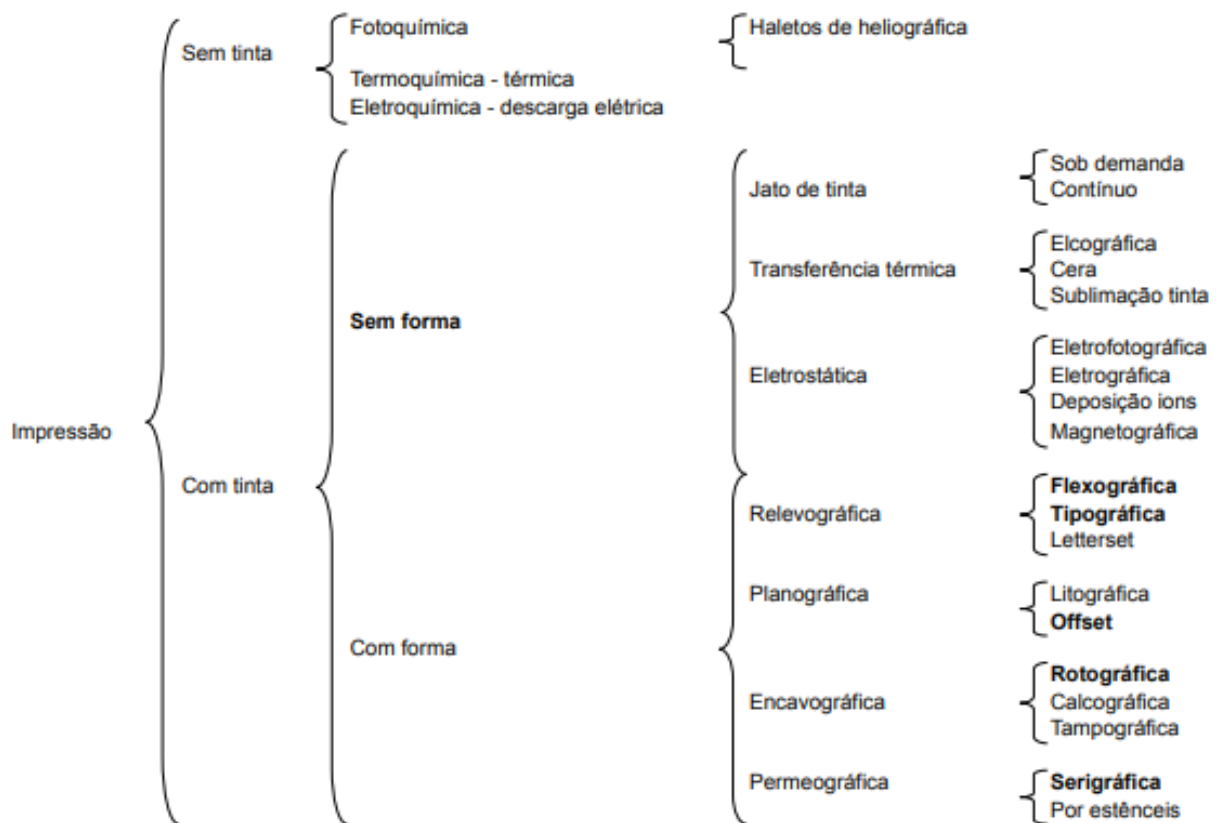 Impressão
Sem tinta
Fotoquímica
Haletos de heliográfica
Termoquímica - térmica
Eletroquímica - descarga elétrica
Com tinta
Sem forma
Jato de tinta
Sob demanda
Contínuo
Transferência térmica
Elcográfica
Cera
Sublimação tinta
Eletrostática
Eletrofotográfica
Eletrográfica
Deposição ions
Magnetográfica
Com forma
Relevográfica
Flexográfica
Tipográfica
Letterset
Planográfica
Litográfica
Offset
Encavográfica
Rotográfica
Calcográfica
Tampográfica
Permeográfica
Serigráfica
Por estênceis